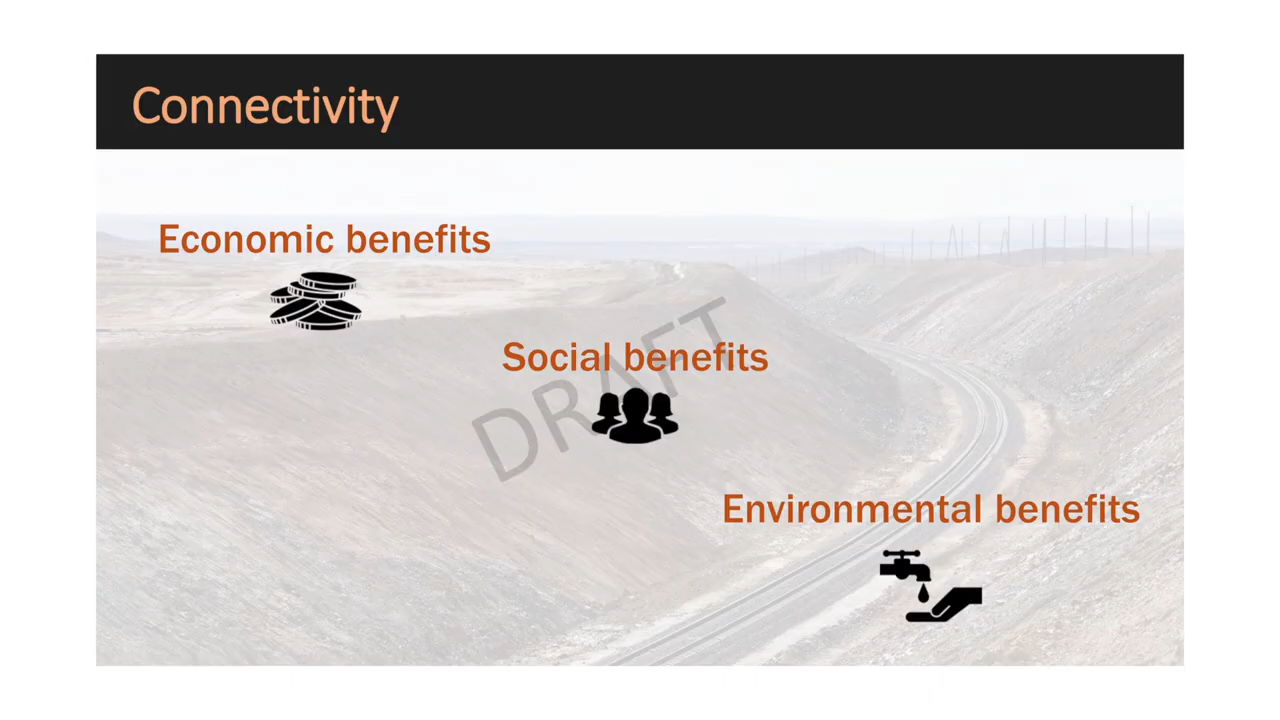 Connectivity
Economic benefits
Social benefits
DRAFT
Environmental benefits